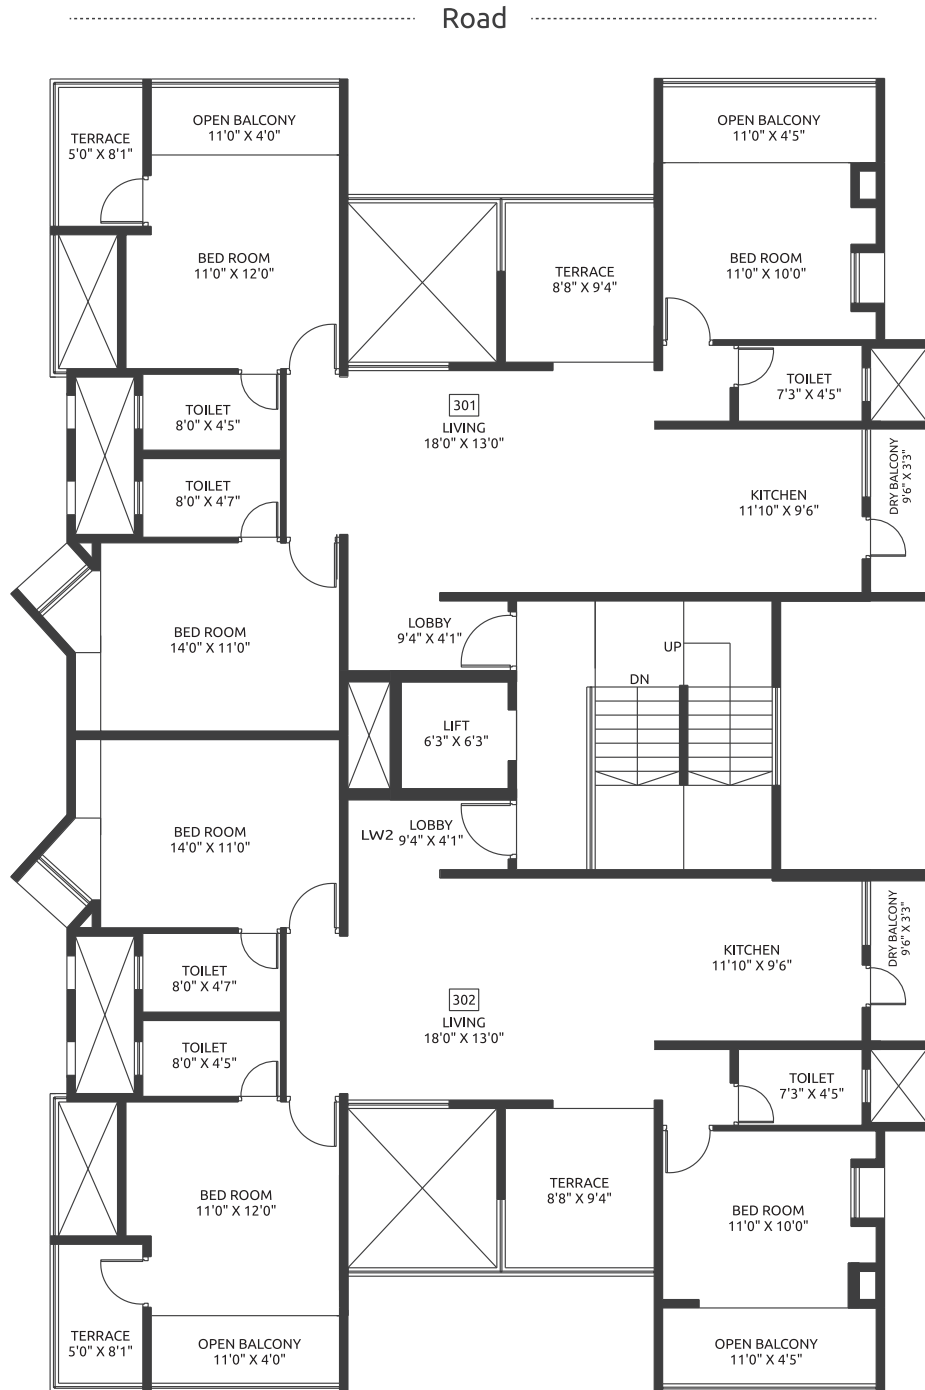 Road
OPEN BALCONY
11'0" X 4'0"
OPEN BALCONY
11'0" X 4'5"
TERRACE
5'0" X 8'1"
BED ROOM
11'0" X 12'0"
TERRACE
8'8" X 9'4"
BED ROOM
11'0" X 10'0"
TOILET
7'3" X 4'5"
301
LIVING
18'0" X 13'0"
TOILET
8'0" X 4'5"
TOILET
8'0" X 4'7"
KITCHEN
11'10" X 9'6"
DRY BALCONY
9'6" X 3'3"
BED ROOM
14'0" X 11'0"
LOBBY
9'4" X 4'1"
UP
DN
LIFT
6'3" X 6'3"
BED ROOM
14'0" X 11'0"
LW2
LOBBY
9'4" X 4'1"
KITCHEN
11'10" X 9'6"
DRY BALCONY
9'6" X 3'3"
TOILET
8'0" X 4'7"
302
LIVING
18'0" X 13'0"
TOILET
8'0" X 4'5"
TOILET
7'3" X 4'5"
BED ROOM
11'0" X 12'0"
TERRACE
8'8" X 9'4"
BED ROOM
11'0" X 10'0"
TERRACE
5'0" X 8'1"
OPEN BALCONY
11'0" X 4'0"
OPEN BALCONY
11'0" X 4'5"